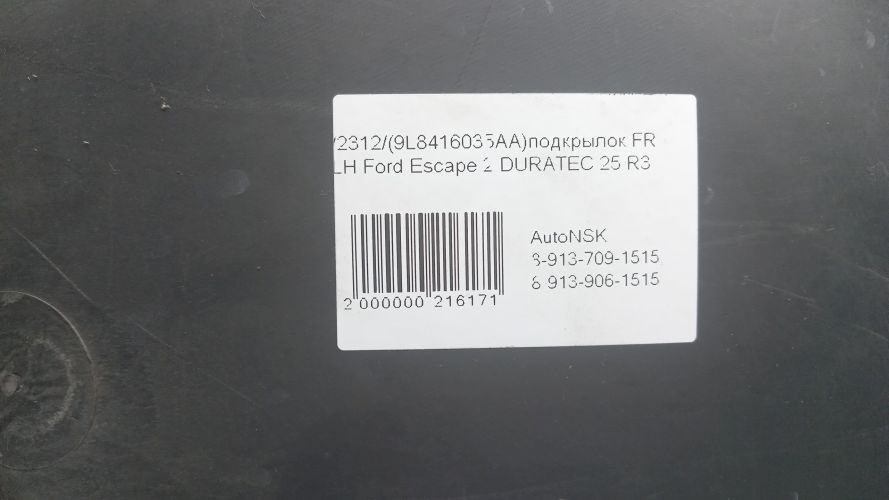 /2312/(9L8416035AA)подкрылок FR
LH Ford Escape 2 DURATEC 25 R3
AutoNSK
8-913-709-1515
8 913-906-1515
2 000000 216171